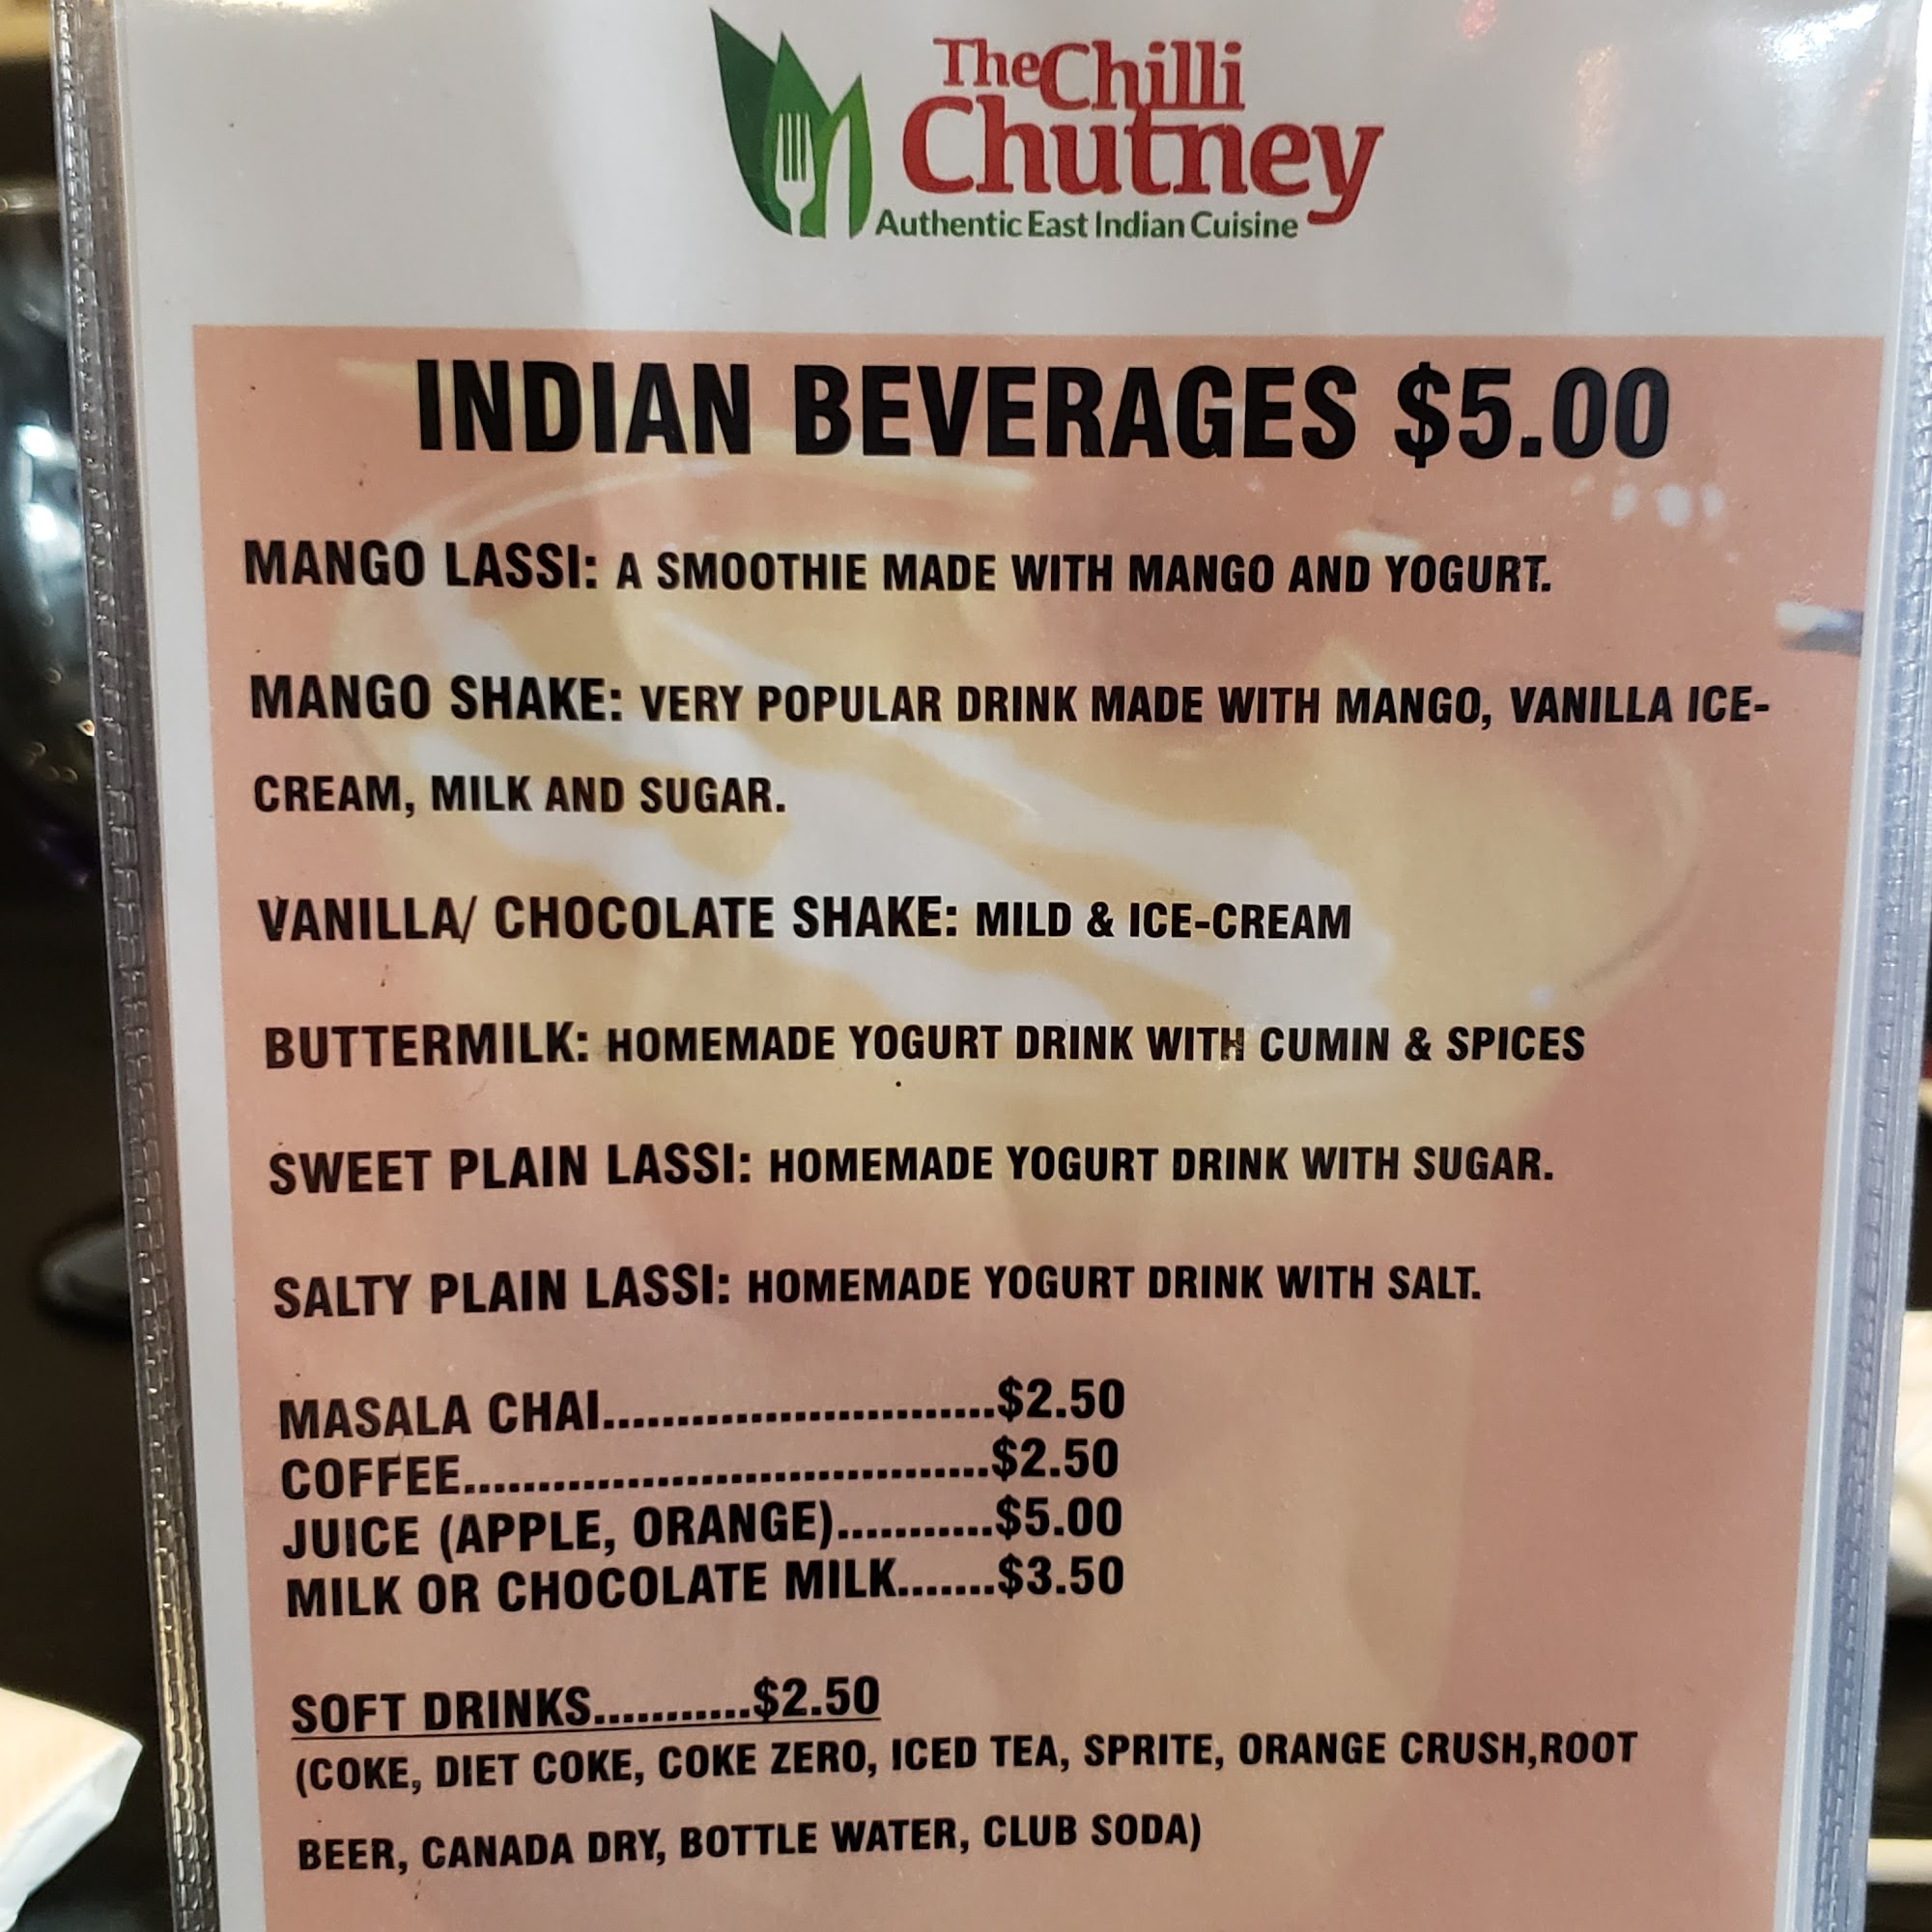 The Chilli
Chutney
Authentic East Indian Cuisine
INDIAN BEVERAGES $5.00
MANGO LASSI: A SMOOTHIE MADE WITH MANGO AND YOGURT.
MANGO SHAKE: VERY POPULAR DRINK MADE WITH MANGO, VANILLA ICE-
CREAM, MILK AND SUGAR.
VANILLA/ CHOCOLATE SHAKE: MILD & ICE-CREAM
BUTTERMILK: HOMEMADE YOGURT DRINK WITH CUMIN & SPICES
SWEET PLAIN LASSI: HOMEMADE YOGURT DRINK WITH SUGAR.
SALTY PLAIN LASSI: HOMEMADE YOGURT DRINK WITH SALT.
MASALA CHAI...........................$2.50
COFFEE....................................$2.50
JUICE (APPLE, ORANGE)...........$5.00
MILK OR CHOCOLATE MILK.......$3.50
SOFT DRINKS...........$2.50
(COKE, DIET COKE, COKE ZERO, ICED TEA, SPRITE, ORANGE CRUSH,ROOT
BEER, CANADA DRY, BOTTLE WATER, CLUB SODA)